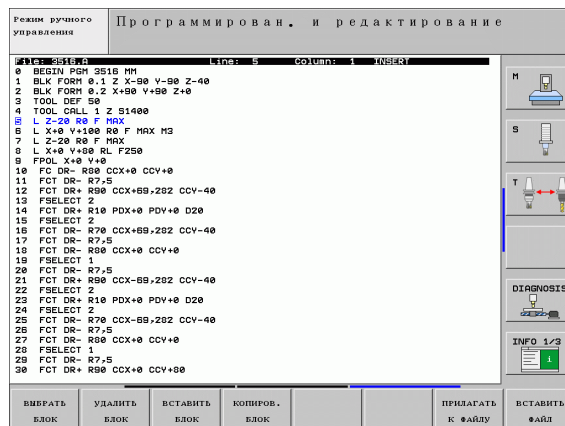 Режим ручного
управления
Программирован. и редактирование
File: 3516.A Line: 5 Column: 1 INSERT
0 BEGIN PGM 3516 MM
1 BLK FORM 0.1 Z X-90 Y-90 Z-40
2 BLK FORM 0.2 X+90 Y+90 Z+0
3 TOOL DEF 50
4 TOOL CALL 1 Z S1400
5 L Z-20 R0 F MAX
6 L X+0 Y+100 R0 F MAX M3
7 L Z-20 R0 F MAX
8 L X+0 Y+80 RL F250
9 FPOL X+0 Y+0
10 FC DR- R80 CCX+0 CCY+0
11 FCT DR- R7,5
12 FCT DR+ R90 CCX+69,282 CCY-40
13 FSELECT 2
14 FCT DR+ R10 PDX+0 PDY+0 D20
15 FSELECT 2
16 FCT DR- R70 CCX+69,282 CCY-40
17 FCT DR- R7,5
18 FCT DR- R80 CCX+0 CCY+0
19 FSELECT 1
20 FCT DR- R7,5
21 FCT DR+ R90 CCX-69,282 CCY-40
22 FSELECT 2
23 FCT DR+ R10 PDX+0 PDY+0 D20
24 FSELECT 2
25 FCT DR- R70 CCX-69,282 CCY-40
26 FCT DR- R7,5
27 FCT DR- R80 CCX+0 CCY+0
28 FSELECT 1
29 FCT DR- R7,5
30 FCT DR+ R90 CCX+0 CCY+80
M
S
T
DIAGNOSIS
INFO 1/3
i
ВЫБРАТЬ
БЛОК
УДАЛИТЬ
БЛОК
ВСТАВИТЬ
БЛОК
КОПИРОВ.
БЛОК
ПРИЛАГАТЬ
К ФАЙЛУ
ВСТАВИТЬ
ФАЙЛ